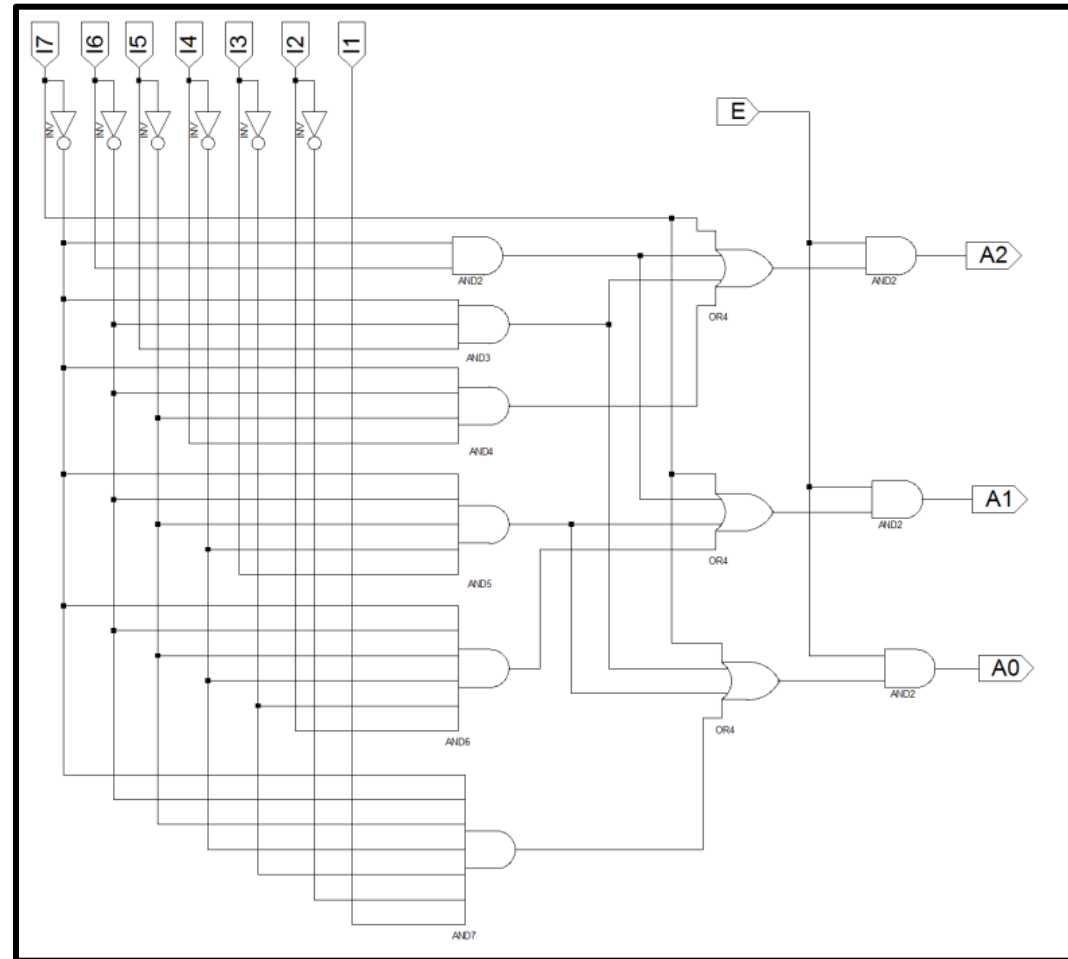 I7 I6 I5 I4 I3 I2 I1
INV INV INV INV INV INV
E
AND2
A2
AND2
OR4
AND3
AND4
A1
AND2
OR4
AND5
A0
AND2
OR4
AND6
AND7